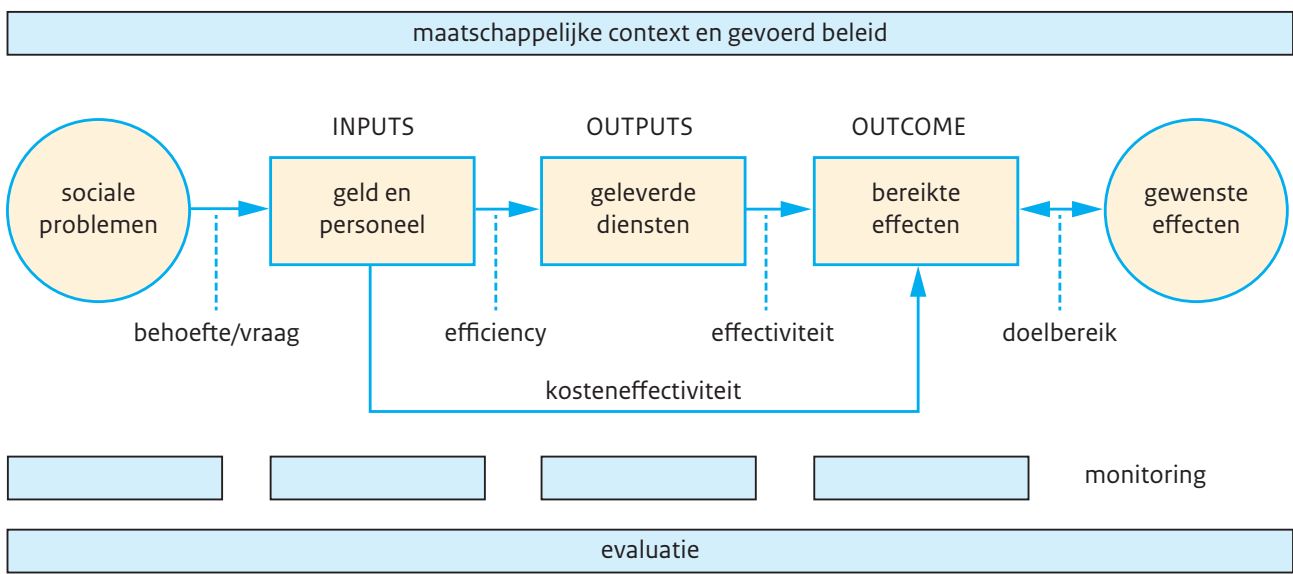 maatschappelijke context en gevoerd beleid
INPUTS
OUTPUTS
OUTCOME
sociale
problemen
geld en
personeel
geleverde
diensten
bereikte
effecten
gewenste
effecten
behoefte/vraag
efficiency
effectiviteit
doelbereik
kosteneffectiviteit
monitoring
evaluatie